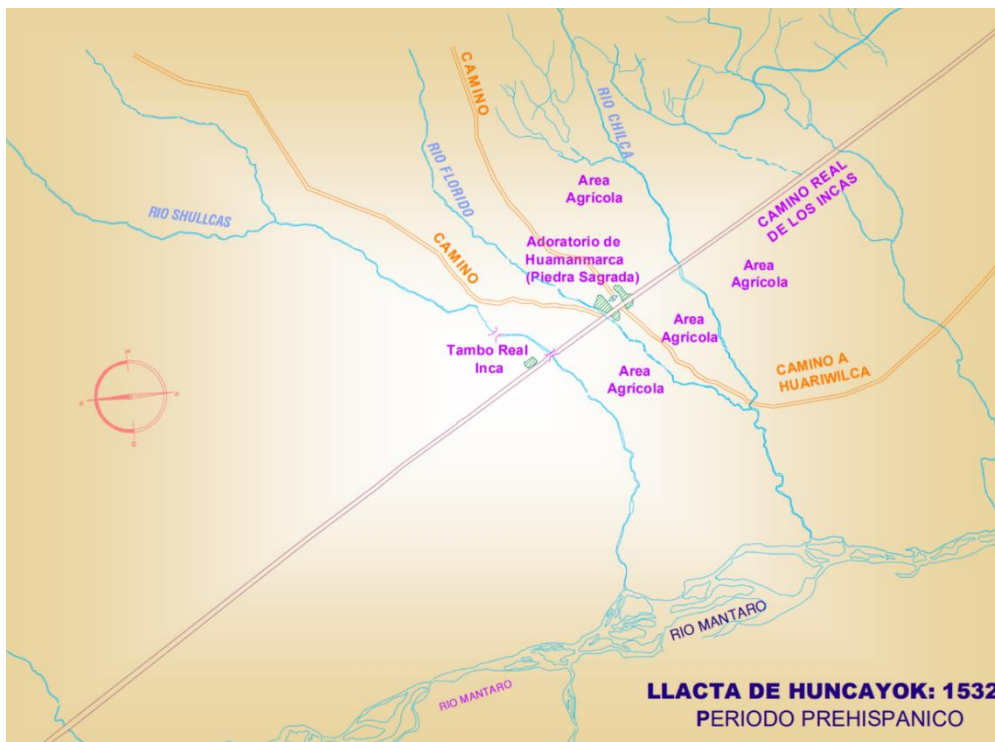 CAMINO
RIO CHILCA
RIO FLORIDO
Area
Agrícola
CAMINO REAL
DE LOS INCAS
RIO SHULLCAS
CAMINO
Adoratorio de
Huamanmarca
(Piedra Sagrada)
Area
Agrícola
Area
Agrícola
Tambo Real
Inca
Area
Agrícola
CAMINO A
HUARIWILCA
RIO MANTARO
RIO MANTARO
LLACTA DE HUNCAYOK: 1532
PERIODO PREHISPANICO